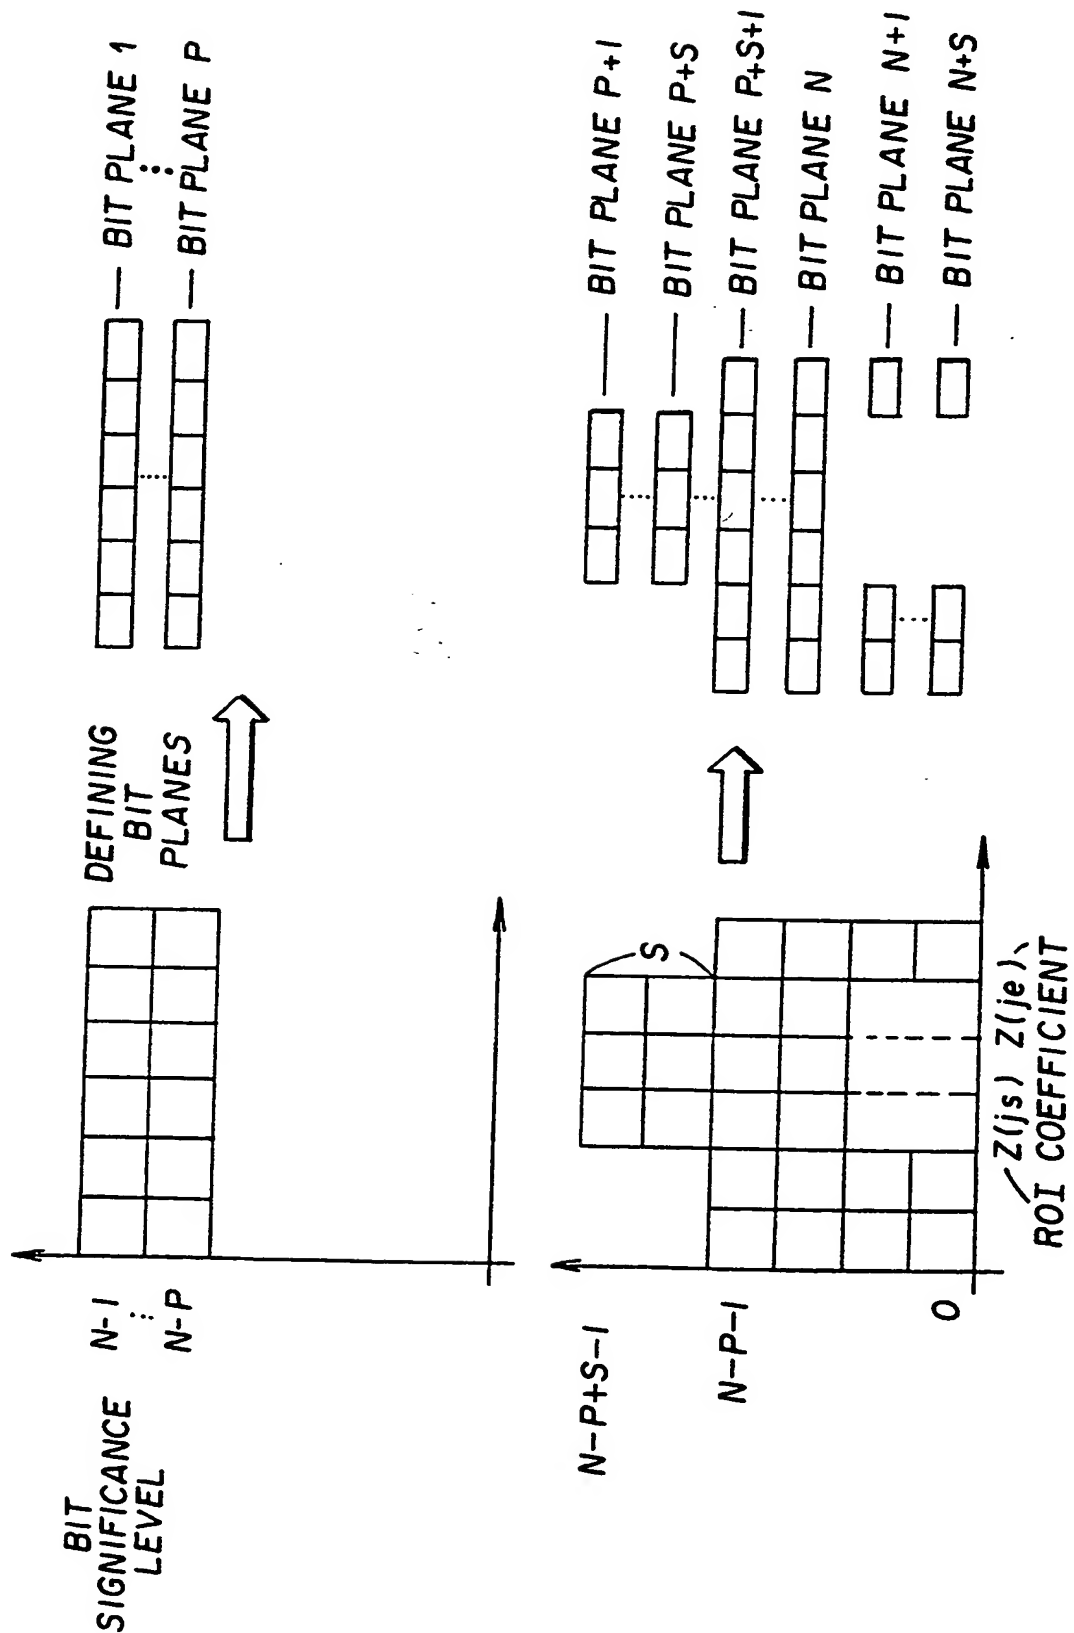 BIT
SIGNIFICANCE
LEVEL
N-1
⋮
N-P
DEFINING
BIT
PLANES
BIT PLANE 1
⋮
BIT PLANE P
N-P+S-1
N-P-1
0
S
Z(js) Z(je)
ROI COEFFICIENT
BIT PLANE P+1
BIT PLANE P+S
BIT PLANE P+S+1
BIT PLANE N
BIT PLANE N+1
BIT PLANE N+S